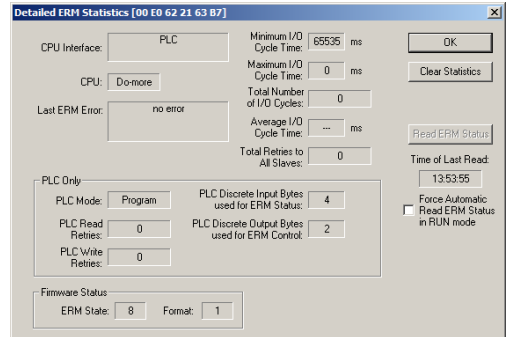 Detailed ERM Statistics [00 E0 62 21 63 B7]
CPU Interface: PLC
CPU: Do-more
Last ERM Error: no error
Minimum I/O
Cycle Time: 65535 ms
Maximum I/O
Cycle Time: 0 ms
Total Number
of I/O Cycles: 0
Average I/O
Cycle Time: --- ms
Total Retries to
All Slaves: 0
OK
Clear Statistics
Read ERM Status
Time of Last Read:
13:53:55
Force Automatic
Read ERM Status
in RUN mode
PLC Only
PLC Mode: Program
PLC Read
Retries: 0
PLC Write
Retries: 0
PLC Discrete Input Bytes
used for ERM Status: 4
PLC Discrete Output Bytes
used for ERM Control: 2
Firmware Status
ERM State: 8 Format: 1